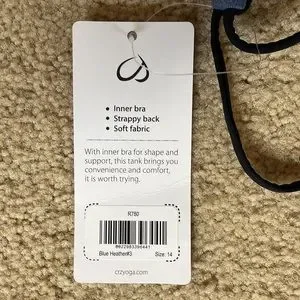 • Inner bra
• Strappy back
• Soft fabric
With inner bra for shape and
support, this tank brings you
convenience and comfort,
it is worth trying.
R780
Blue Heather#3 Size: 14
crzyoga.com